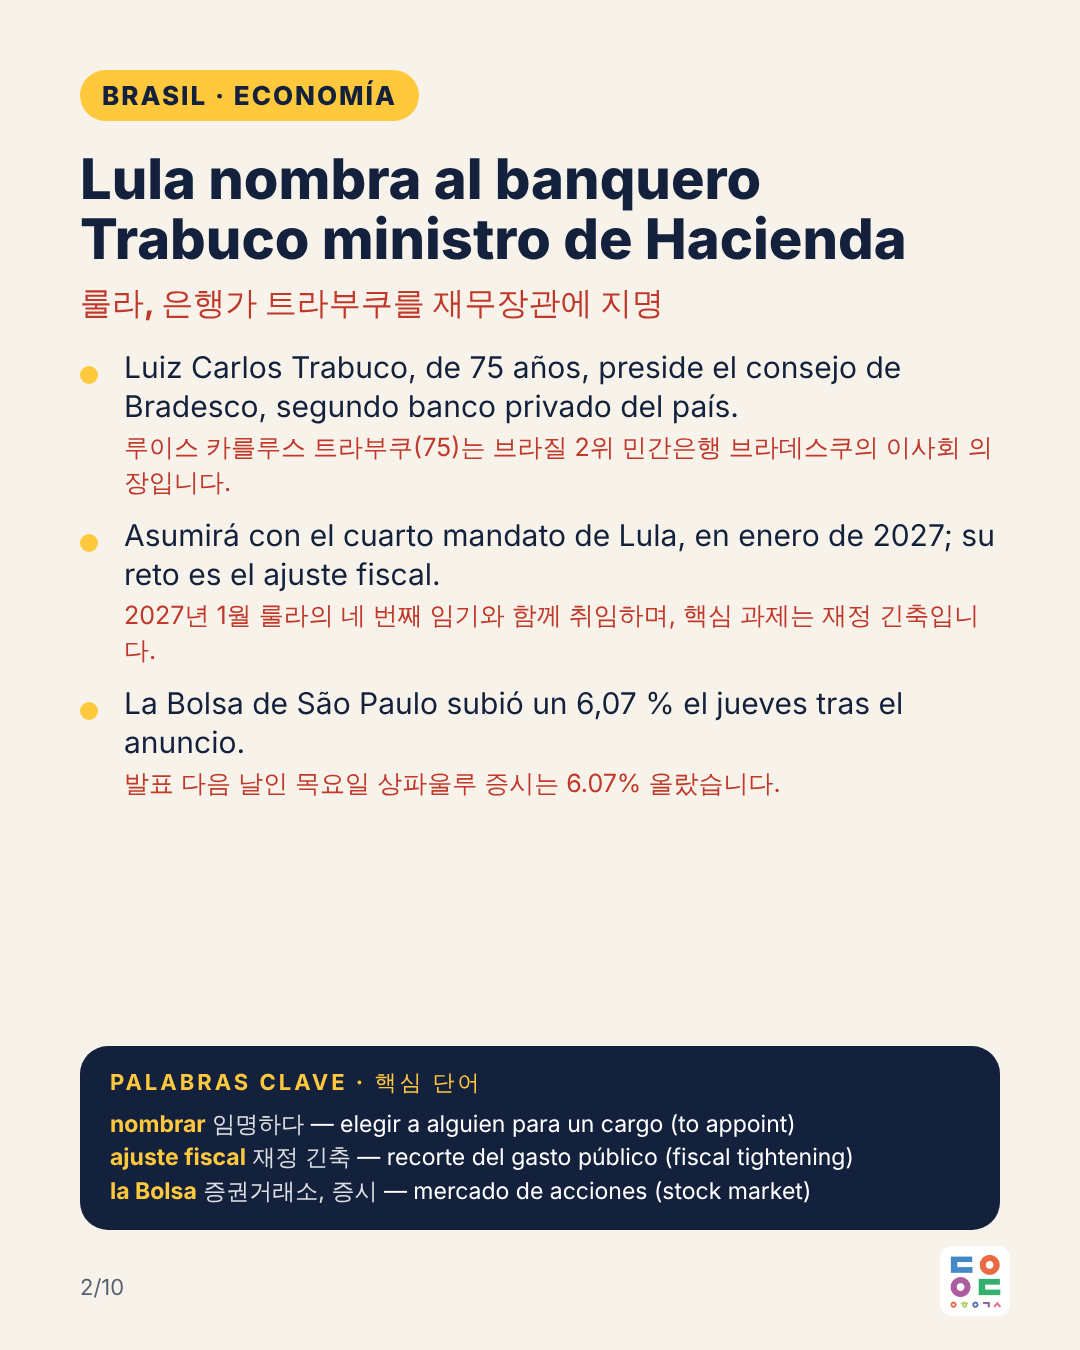 BRASIL · ECONOMÍA
Lula nombra al banquero
Trabuco ministro de Hacienda
룰라, 은행가 트라부쿠를 재무장관에 지명
Luiz Carlos Trabuco, de 75 años, preside el consejo de
Bradesco, segundo banco privado del país.
루이스 카를루스 트라부쿠(75)는 브라질 2위 민간은행 브라데스쿠의 이사회 의
장입니다.
Asumirá con el cuarto mandato de Lula, en enero de 2027; su
reto es el ajuste fiscal.
2027년 1월 룰라의 네 번째 임기와 함께 취임하며, 핵심 과제는 재정 긴축입니
다.
La Bolsa de São Paulo subió un 6,07 % el jueves tras el
anuncio.
발표 다음 날인 목요일 상파울루 증시는 6.07% 올랐습니다.
PALABRAS CLAVE · 핵심 단어
nombrar 임명하다 — elegir a alguien para un cargo (to appoint)
ajuste fiscal 재정 긴축 — recorte del gasto público (fiscal tightening)
la Bolsa 증권거래소, 증시 — mercado de acciones (stock market)
2/10